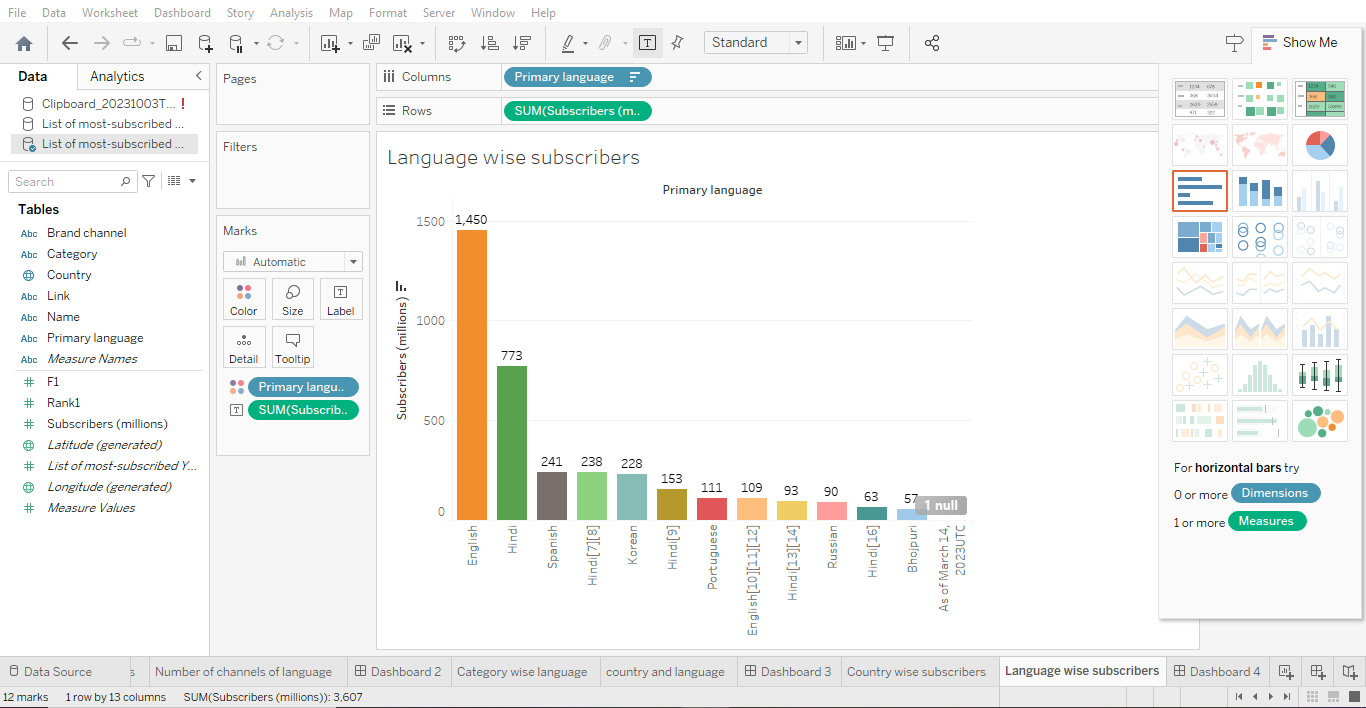 File Data Worksheet Dashboard Story Analysis Map Format Server Window Help
Standard
Show Me
Data Analytics
Clipboard_20231003T... !
List of most-subscribed ...
List of most-subscribed ...
Search
Tables
Abc Brand channel
Abc Category
Country
Abc Link
Abc Name
Abc Primary language
Abc Measure Names
F1
Rank1
Subscribers (millions)
Latitude (generated)
List of most-subscribed Y...
Longitude (generated)
Measure Values
Pages
Filters
Marks
Automatic
Color Size Label
Detail Tooltip
Primary langu..
SUM(Subscrib..
Columns Primary language
Rows SUM(Subscribers (m..
Language wise subscribers
Primary language
Subscribers (millions)
1500
1000
500
0
1,450
773
241
238
228
153
111
109
93
90
63
57
1 null
English
Hindi
Spanish
Hindi[7][8]
Korean
Hindi[9]
Portuguese
English[10][11][12]
Hindi[13][14]
Russian
Hindi[16]
Bhojpuri
As of March 14,
2023UTC
For horizontal bars try
0 or more Dimensions
1 or more Measures
Data Source s Number of channels of language Dashboard 2 Category wise language country and language Dashboard 3 Country wise subscribers Language wise subscribers Dashboard 4
12 marks 1 row by 13 columns SUM(Subscribers (millions)): 3,607